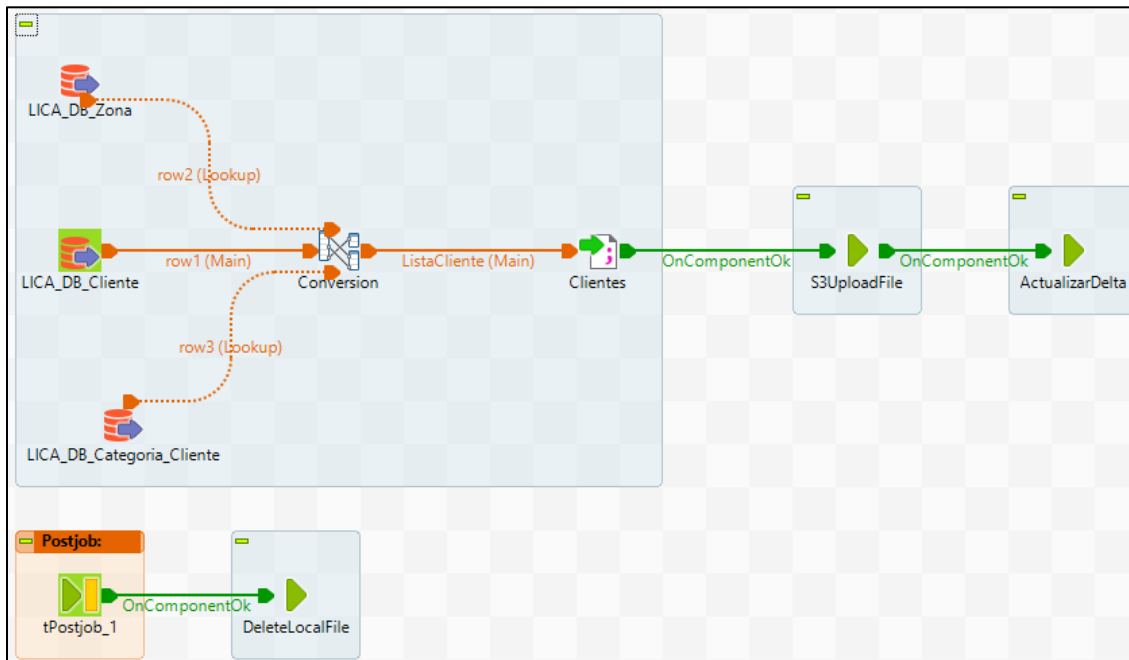 LICA_DB_Zona
row2 (Lookup)
LICA_DB_Cliente
row1 (Main)
Conversion
ListaCliente (Main)
Clientes
OnComponentOk
S3UploadFile
OnComponentOk
ActualizarDelta
row3 (Lookup)
LICA_DB_Categoria_Cliente
Postjob:
tPostjob_1
OnComponentOk
DeleteLocalFile